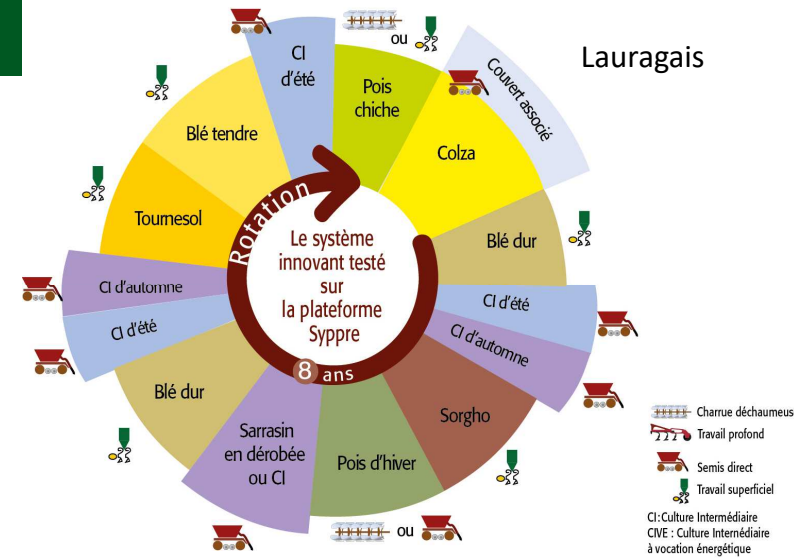 Lauragais
CI
d'été
ou
Pois
chiche
Couvert associé
Colza
Blé dur
CI d'été
CI d'automne
Sorgho
Pois d'hiver
ou
Sarrasin
en dérobée
ou CI
Blé dur
CI d'été
CI d'automne
Tournesol
Blé tendre
Rotation
8 ans
Le système
innovant testé
sur
la plateforme
Syppre
Charrue déchaumeus
Travail profond
Semis direct
Travail superficiel
CI: Culture Intermédiaire
CIVE : Culture Internédiaire
à vocation énergétique